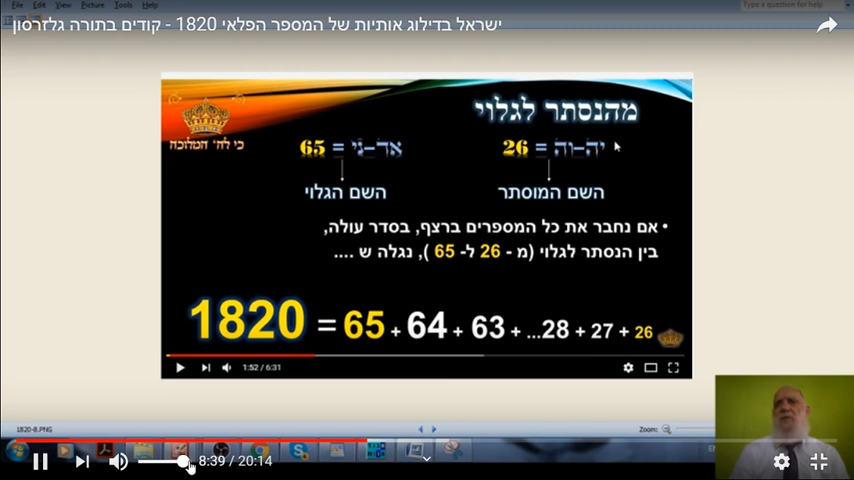 File Edit View Picture Tools Help
Type a question for help
ישראל בדילוג אותיות של המספר הפלאי 1820 - קודים בתורה גלזרסון
מהנסתר לגלוי
כי לה' המלוכה
יה-וה = 26
אד-ני = 65
השם המוסתר
השם הגלוי
• אם נחבר את כל המספרים ברצף, בסדר עולה,
בין הנסתר לגלוי (מ - 26 ל- 65 ), נגלה ש ....
1820 = 65 + 64 + 63 + ...28 + 27 + 26
1:52 / 6:31
1820-8.PNG
Zoom:
EN
8:39 / 20:14